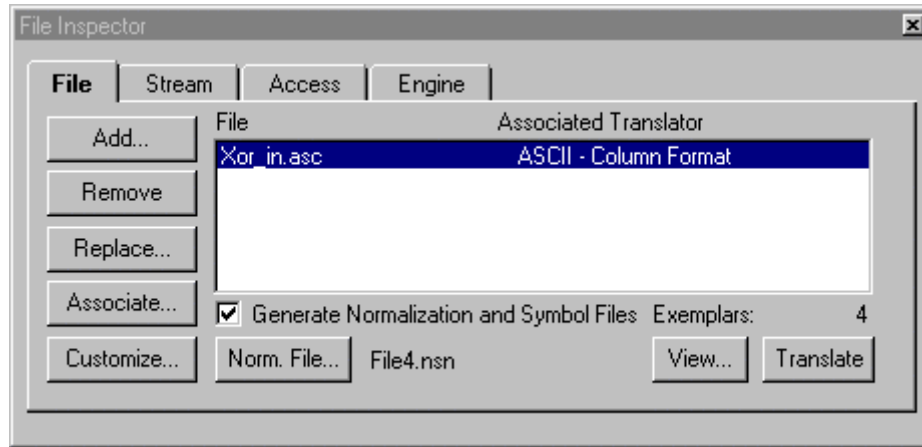 File Inspector
File Stream Access Engine
File Associated Translator
Add...
Xor_in.asc ASCII - Column Format
Remove
Replace...
Associate...
Generate Normalization and Symbol Files Exemplars: 4
Customize... Norm. File... File4.nsn View... Translate